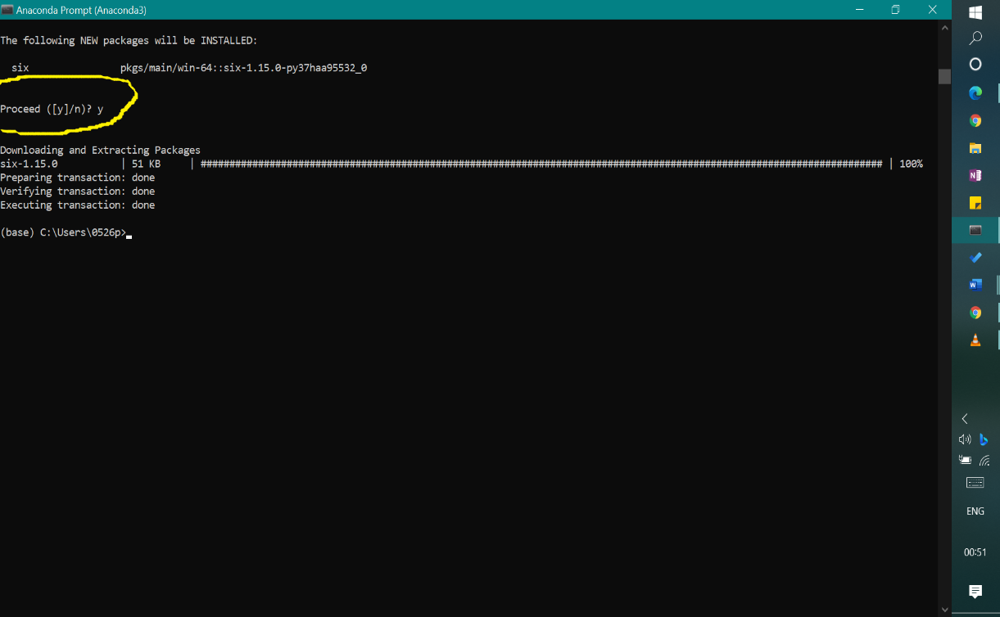 Anaconda Prompt (Anaconda3)
The following NEW packages will be INSTALLED:
six pkgs/main/win-64::six-1.15.0-py37haa95532_0
Proceed ([y]/n)? y
Downloading and Extracting Packages
six-1.15.0 | 51 KB | ############################################################################################################################ | 100%
Preparing transaction: done
Verifying transaction: done
Executing transaction: done
(base) C:\Users\0526p>
N
W
ENG
00:51